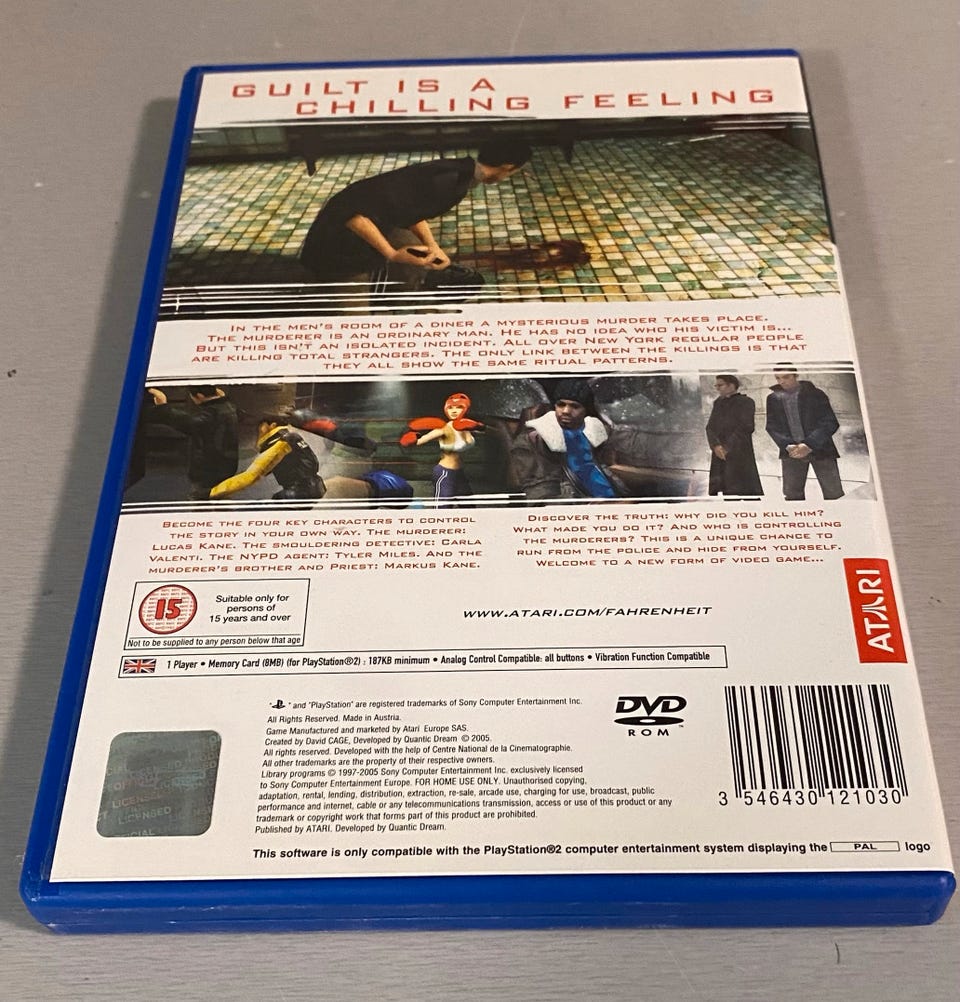 GUILT IS A
CHILLING FEELING
IN THE MEN'S ROOM OF A DINER A MYSTERIOUS MURDER TAKES PLACE.
THE MURDERER IS AN ORDINARY MAN. HE HAS NO IDEA WHO HIS VICTIM IS...
BUT THIS ISN'T AN ISOLATED INCIDENT. ALL OVER NEW YORK REGULAR PEOPLE
ARE KILLING TOTAL STRANGERS. THE ONLY LINK BETWEEN THE KILLINGS IS THAT
THEY ALL SHOW THE SAME RITUAL PATTERNS.
BECOME THE FOUR KEY CHARACTERS TO CONTROL
THE STORY IN YOUR OWN WAY. THE MURDERER:
LUCAS KANE. THE SMOULDERING DETECTIVE: CARLA
VALENTI. THE NYPD AGENT: TYLER MILES. AND THE
MURDERER'S BROTHER AND PRIEST: MARKUS KANE.
DISCOVER THE TRUTH: WHY DID YOU KILL HIM?
WHAT MADE YOU DO IT? AND WHO IS CONTROLLING
THE MURDERERS? THIS IS A UNIQUE CHANCE TO
RUN FROM THE POLICE AND HIDE FROM YOURSELF.
WELCOME TO A NEW FORM OF VIDEO GAME...
15
Suitable only for
persons of
15 years and over
Not to be supplied to any person below that age
WWW.ATARI.COM/FAHRENHEIT
ATARI
1 Player • Memory Card (8MB) (for PlayStation®2) : 187KB minimum • Analog Control Compatible: all buttons • Vibration Function Compatible
" " and "PlayStation" are registered trademarks of Sony Computer Entertainment Inc.
All Rights Reserved. Made in Austria.
Game Manufactured and marketed by Atari Europe SAS.
Created by David CAGE, Developed by Quantic Dream © 2005.
All rights reserved. Developed with the help of Centre National de la Cinematographie.
All other trademarks are the property of their respective owners.
Library programs © 1997-2005 Sony Computer Entertainment Inc. exclusively licensed
to Sony Computer Entertainment Europe. FOR HOME USE ONLY. Unauthorised copying,
adaptation, rental, lending, distribution, extraction, re-sale, arcade use, charging for use, broadcast, public
performance and internet, cable or any telecommunications transmission, access or use of this product or any
trademark or copyright work that forms part of this product are prohibited.
Published by ATARI. Developed by Quantic Dream.
DVD
ROM
3 546430 121030
This software is only compatible with the PlayStation®2 computer entertainment system displaying the PAL logo